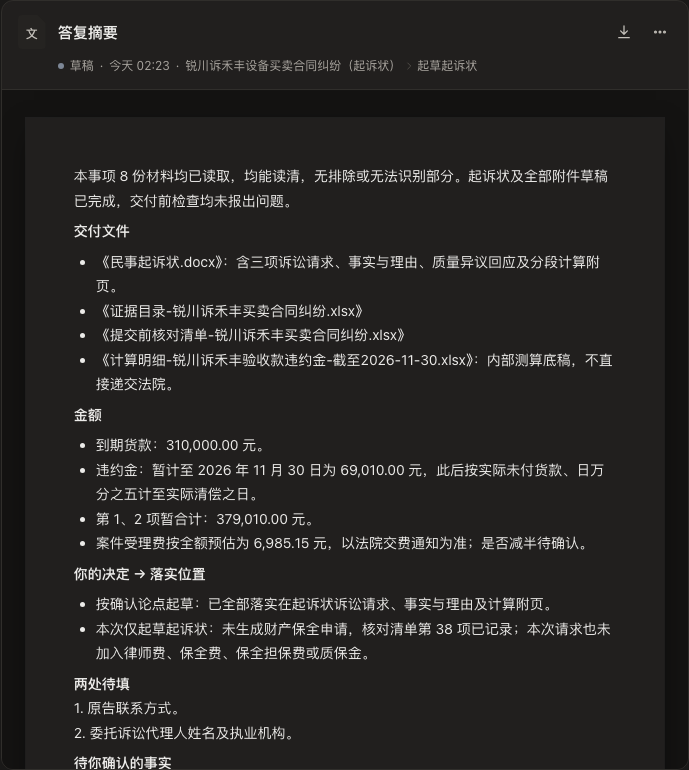 文 答复摘要
草稿 · 今天 02:23 · 锐川诉禾丰设备买卖合同纠纷（起诉状） > 起草起诉状
本事项 8 份材料均已读取，均能读清，无排除或无法识别部分。起诉状及全部附件草稿
已完成，交付前检查均未报出问题。
交付文件
• 《民事起诉状.docx》：含三项诉讼请求、事实与理由、质量异议回应及分段计算附
页。
• 《证据目录-锐川诉禾丰买卖合同纠纷.xlsx》
• 《提交前核对清单-锐川诉禾丰买卖合同纠纷.xlsx》
• 《计算明细-锐川诉禾丰验收款违约金-截至2026-11-30.xlsx》：内部测算底稿，不直
接递交法院。
金额
• 到期货款：310,000.00 元。
• 违约金：暂计至 2026 年 11 月 30 日为 69,010.00 元，此后按实际未付货款、日万
分之五计至实际清偿之日。
• 第 1、2 项暂合计：379,010.00 元。
• 案件受理费按全额预估为 6,985.15 元，以法院交费通知为准；是否减半待确认。
你的决定 → 落实位置
• 按确认论点起草：已全部落实在起诉状诉讼请求、事实与理由及计算附页。
• 本次仅起草起诉状：未生成财产保全申请，核对清单第 38 项已记录；本次请求也未
加入律师费、保全费、保全担保费或质保金。
两处待填
1. 原告联系方式。
2. 委托诉讼代理人姓名及执业机构。
待你确认的事实